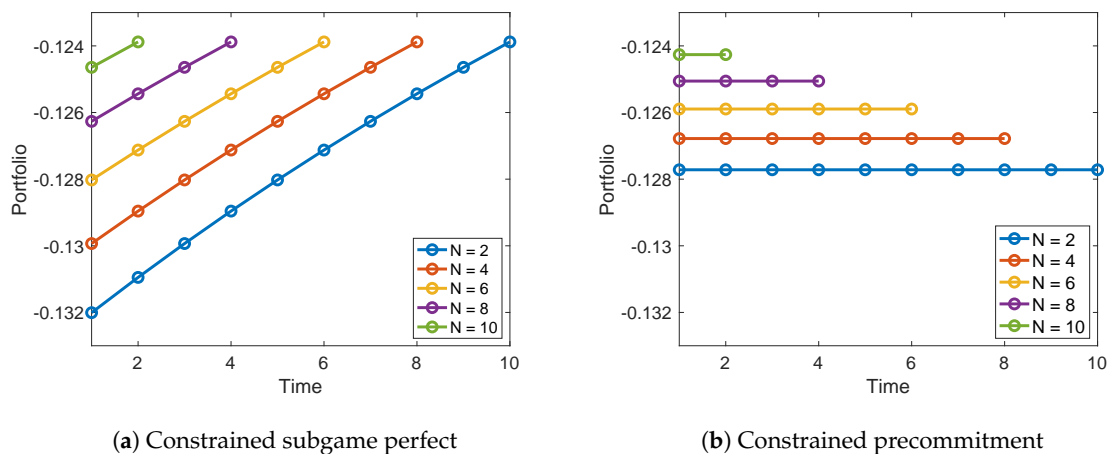 -0.124
-0.126
-0.128
-0.13
-0.132
Portfolio
2
4
6
8
10
Time
N = 2
N = 4
N = 6
N = 8
N = 10
(a) Constrained subgame perfect
-0.124
-0.126
-0.128
-0.13
-0.132
Portfolio
2
4
6
8
10
Time
N = 2
N = 4
N = 6
N = 8
N = 10
(b) Constrained precommitment